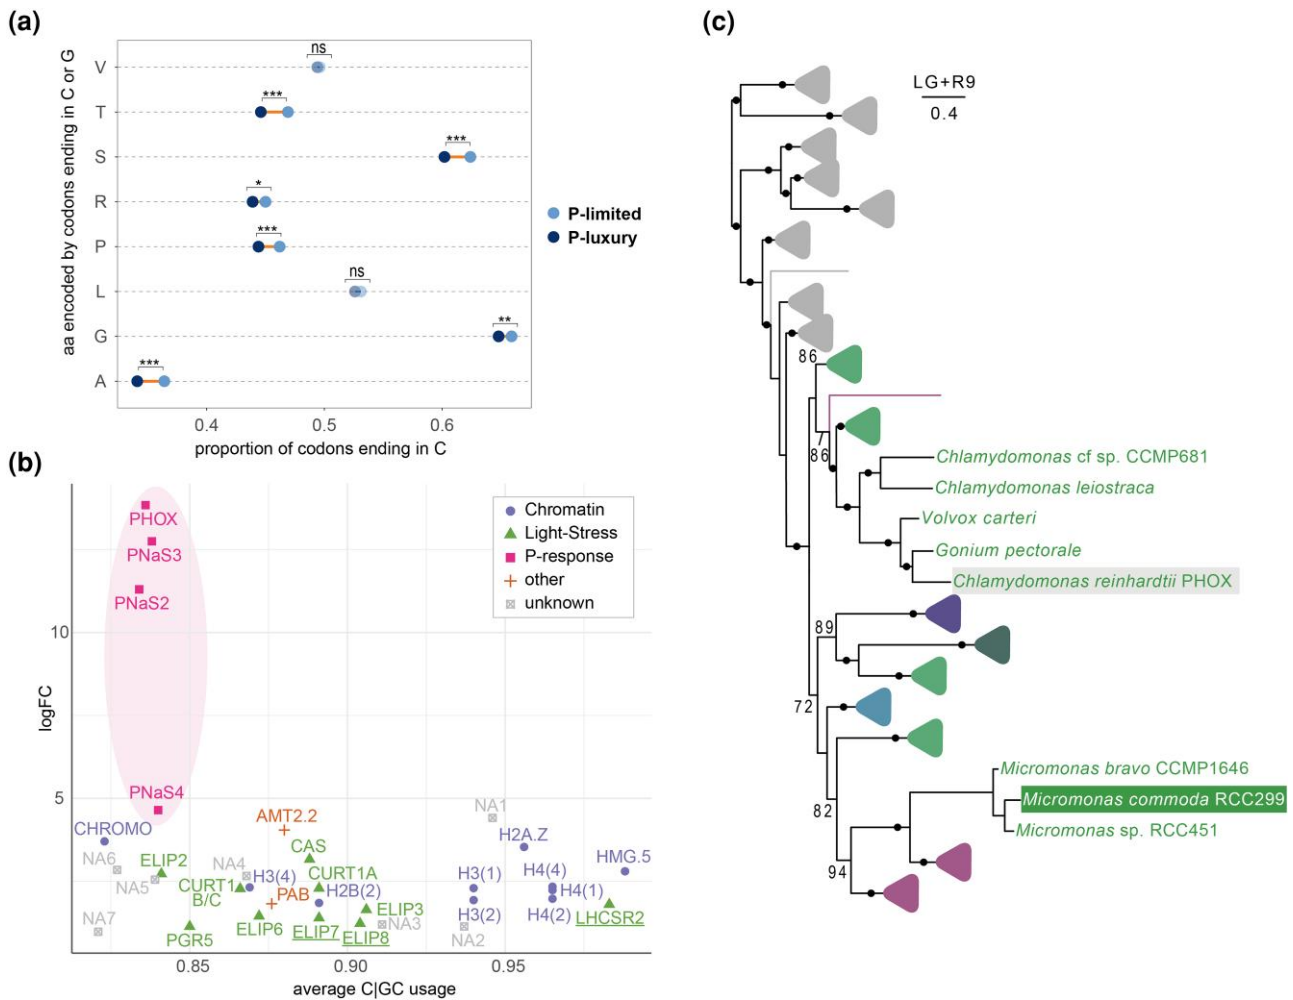 (a)
aa encoded by codons ending in C or G
V
T
S
R
P
L
G
A
ns
***
***
*
***
ns
**
***
0.4
0.5
0.6
proportion of codons ending in C
P-limited
P-luxury
(b)
logFC
10
5
PHOX
PNaS3
PNaS2
PNaS4
Chromatin
Light-Stress
P-response
other
unknown
CHROMO
NA6
NA5
NA7
ELIP2
CURT1
B/C
PGR5
NA4
H3(4)
PAB
ELIP6
AMT2.2
CAS
CURT1A
H2B(2)
ELIP7
ELIP3
ELIP8
NA3
NA1
H2A.Z
H3(1)
H3(2)
NA2
H4(4)
H4(1)
H4(2)
HMG.5
LHCSR2
0.85
0.90
0.95
average C|GC usage
(c)
LG+R9
0.4
86
86
Chlamydomonas cf sp. CCMP681
Chlamydomonas leiostraca
Volvox carteri
Gonium pectorale
Chlamydomonas reinhardtii PHOX
89
72
Micromonas bravo CCMP1646
Micromonas commoda RCC299
Micromonas sp. RCC451
82
94